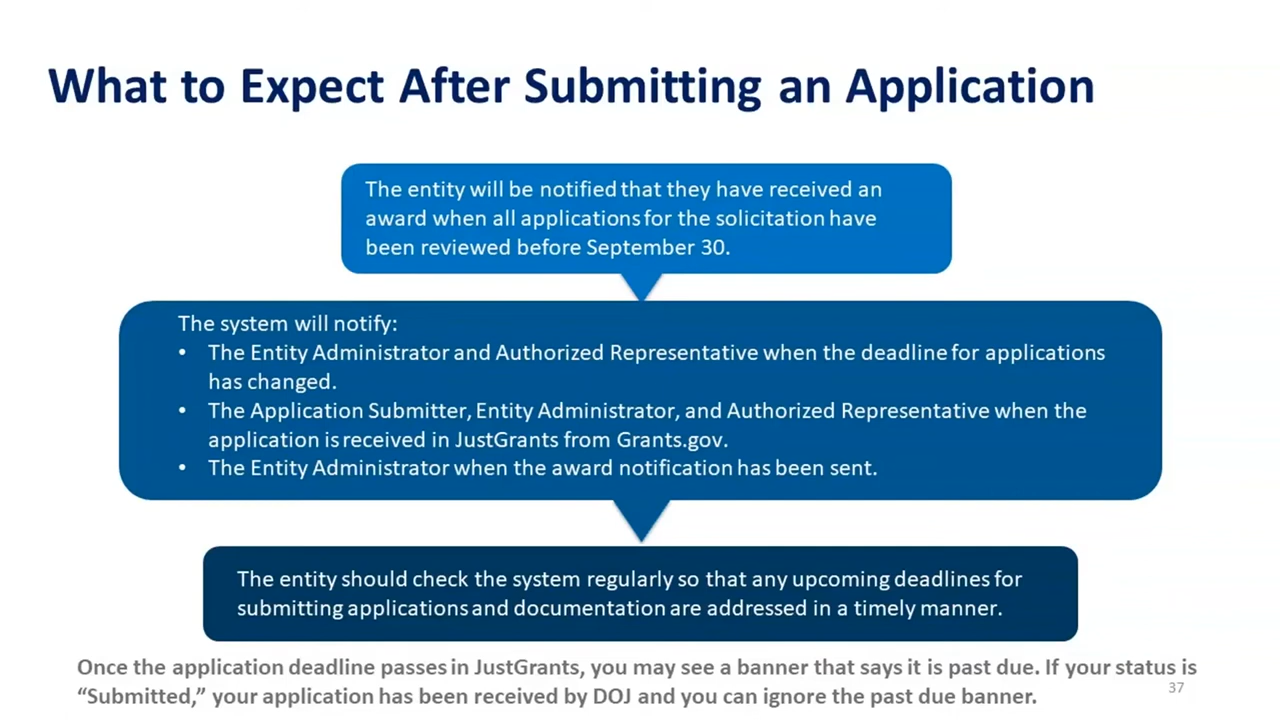 What to Expect After Submitting an Application
The entity will be notified that they have received an
award when all applications for the solicitation have
been reviewed before September 30.
The system will notify:
• The Entity Administrator and Authorized Representative when the deadline for applications
has changed.
• The Application Submitter, Entity Administrator, and Authorized Representative when the
application is received in JustGrants from Grants.gov.
• The Entity Administrator when the award notification has been sent.
The entity should check the system regularly so that any upcoming deadlines for
submitting applications and documentation are addressed in a timely manner.
Once the application deadline passes in JustGrants, you may see a banner that says it is past due. If your status is
“Submitted,” your application has been received by DOJ and you can ignore the past due banner.
37